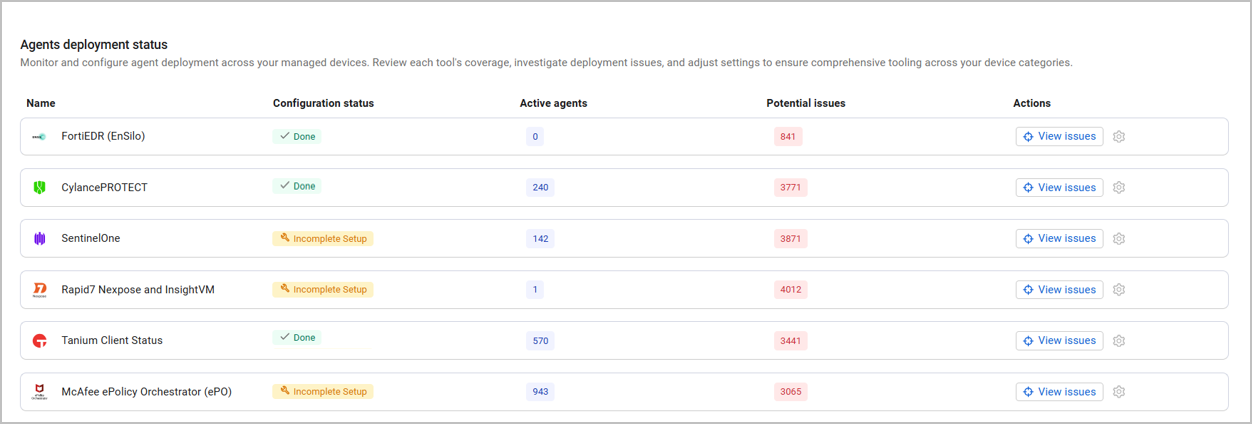 Agents deployment status
Monitor and configure agent deployment across your managed devices. Review each tool's coverage, investigate deployment issues, and adjust settings to ensure comprehensive tooling across your device categories.
Name Configuration status Active agents Potential issues Actions
FortiEDR (EnSilo) Done 0 841 View issues
CylancePROTECT Done 240 3771 View issues
SentinelOne Incomplete Setup 142 3871 View issues
Rapid7 Nexpose and InsightVM Incomplete Setup 1 4012 View issues
Tanium Client Status Done 570 3441 View issues
McAfee ePolicy Orchestrator (ePO) Incomplete Setup 943 3065 View issues